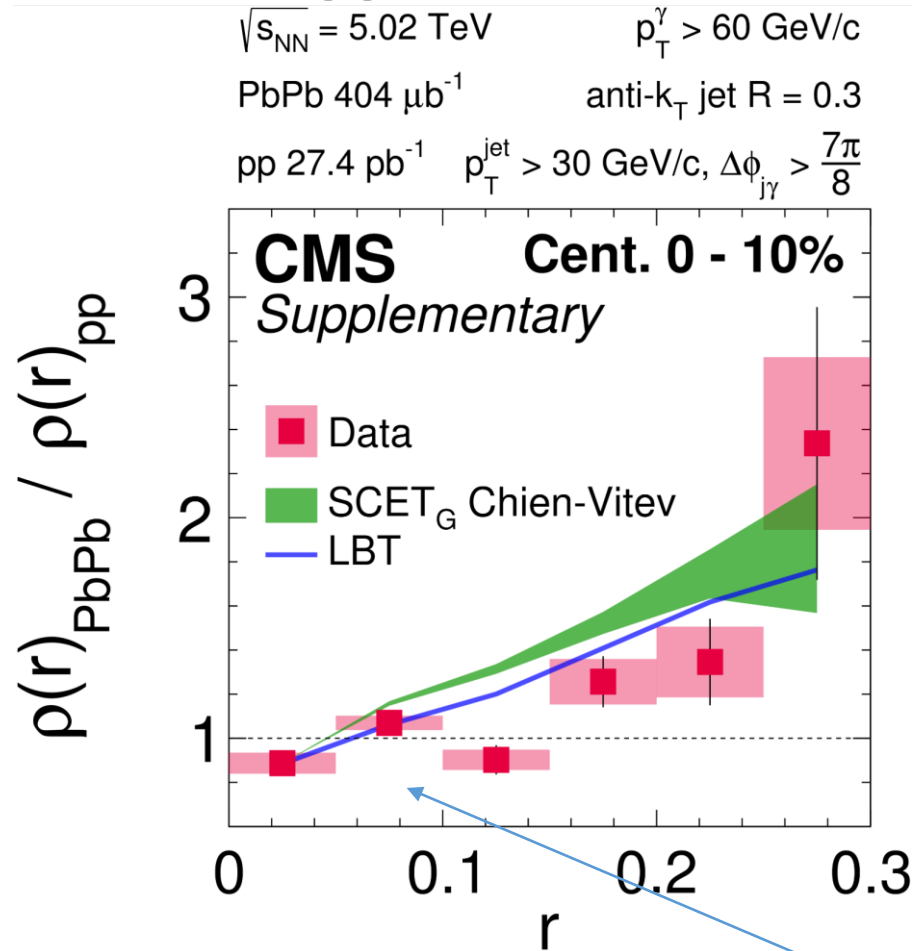 √s_NN = 5.02 TeV p_T^γ > 60 GeV/c
PbPb 404 μb⁻¹ anti-k_T jet R = 0.3
pp 27.4 pb⁻¹ p_T^jet > 30 GeV/c, Δϕ_jγ > 7π/8
CMS Cent. 0 - 10%
Supplementary
Data
SCET_G Chien-Vitev
LBT
ρ(r)_PbPb / ρ(r)_pp
3
2
1
0 0.1 0.2 0.3
r